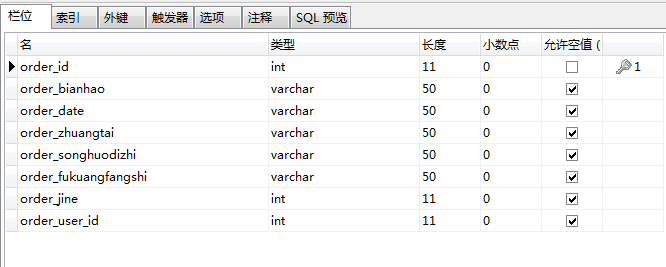 栏位 索引 外键 触发器 选项 注释 SQL 预览
名 类型 长度 小数点 允许空值 (
order_id int 11 0 1
order_bianhao varchar 50 0
order_date varchar 50 0
order_zhuangtai varchar 50 0
order_songhuodizhi varchar 50 0
order_fukuangfangshi varchar 50 0
order_jine int 11 0
order_user_id int 11 0